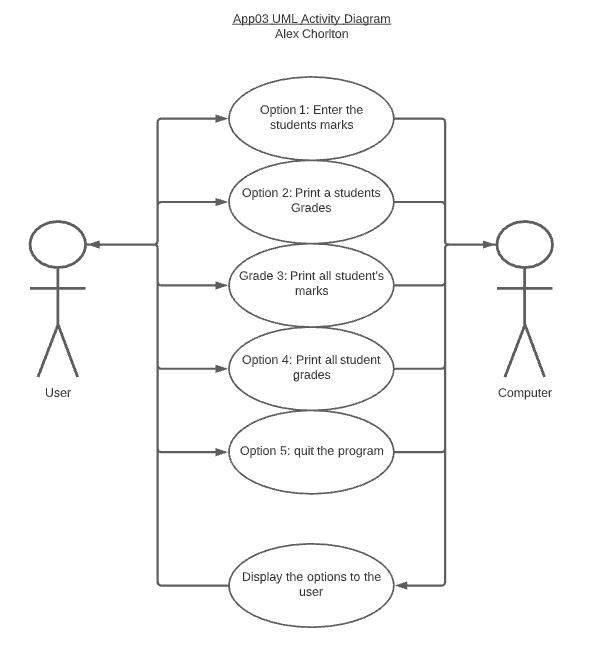 App03 UML Activity Diagram
Alex Chorlton
Option 1: Enter the
students marks
Option 2: Print a students
Grades
Grade 3: Print all student's
marks
Option 4: Print all student
grades
Option 5: quit the program
User
Computer
Display the options to the
user